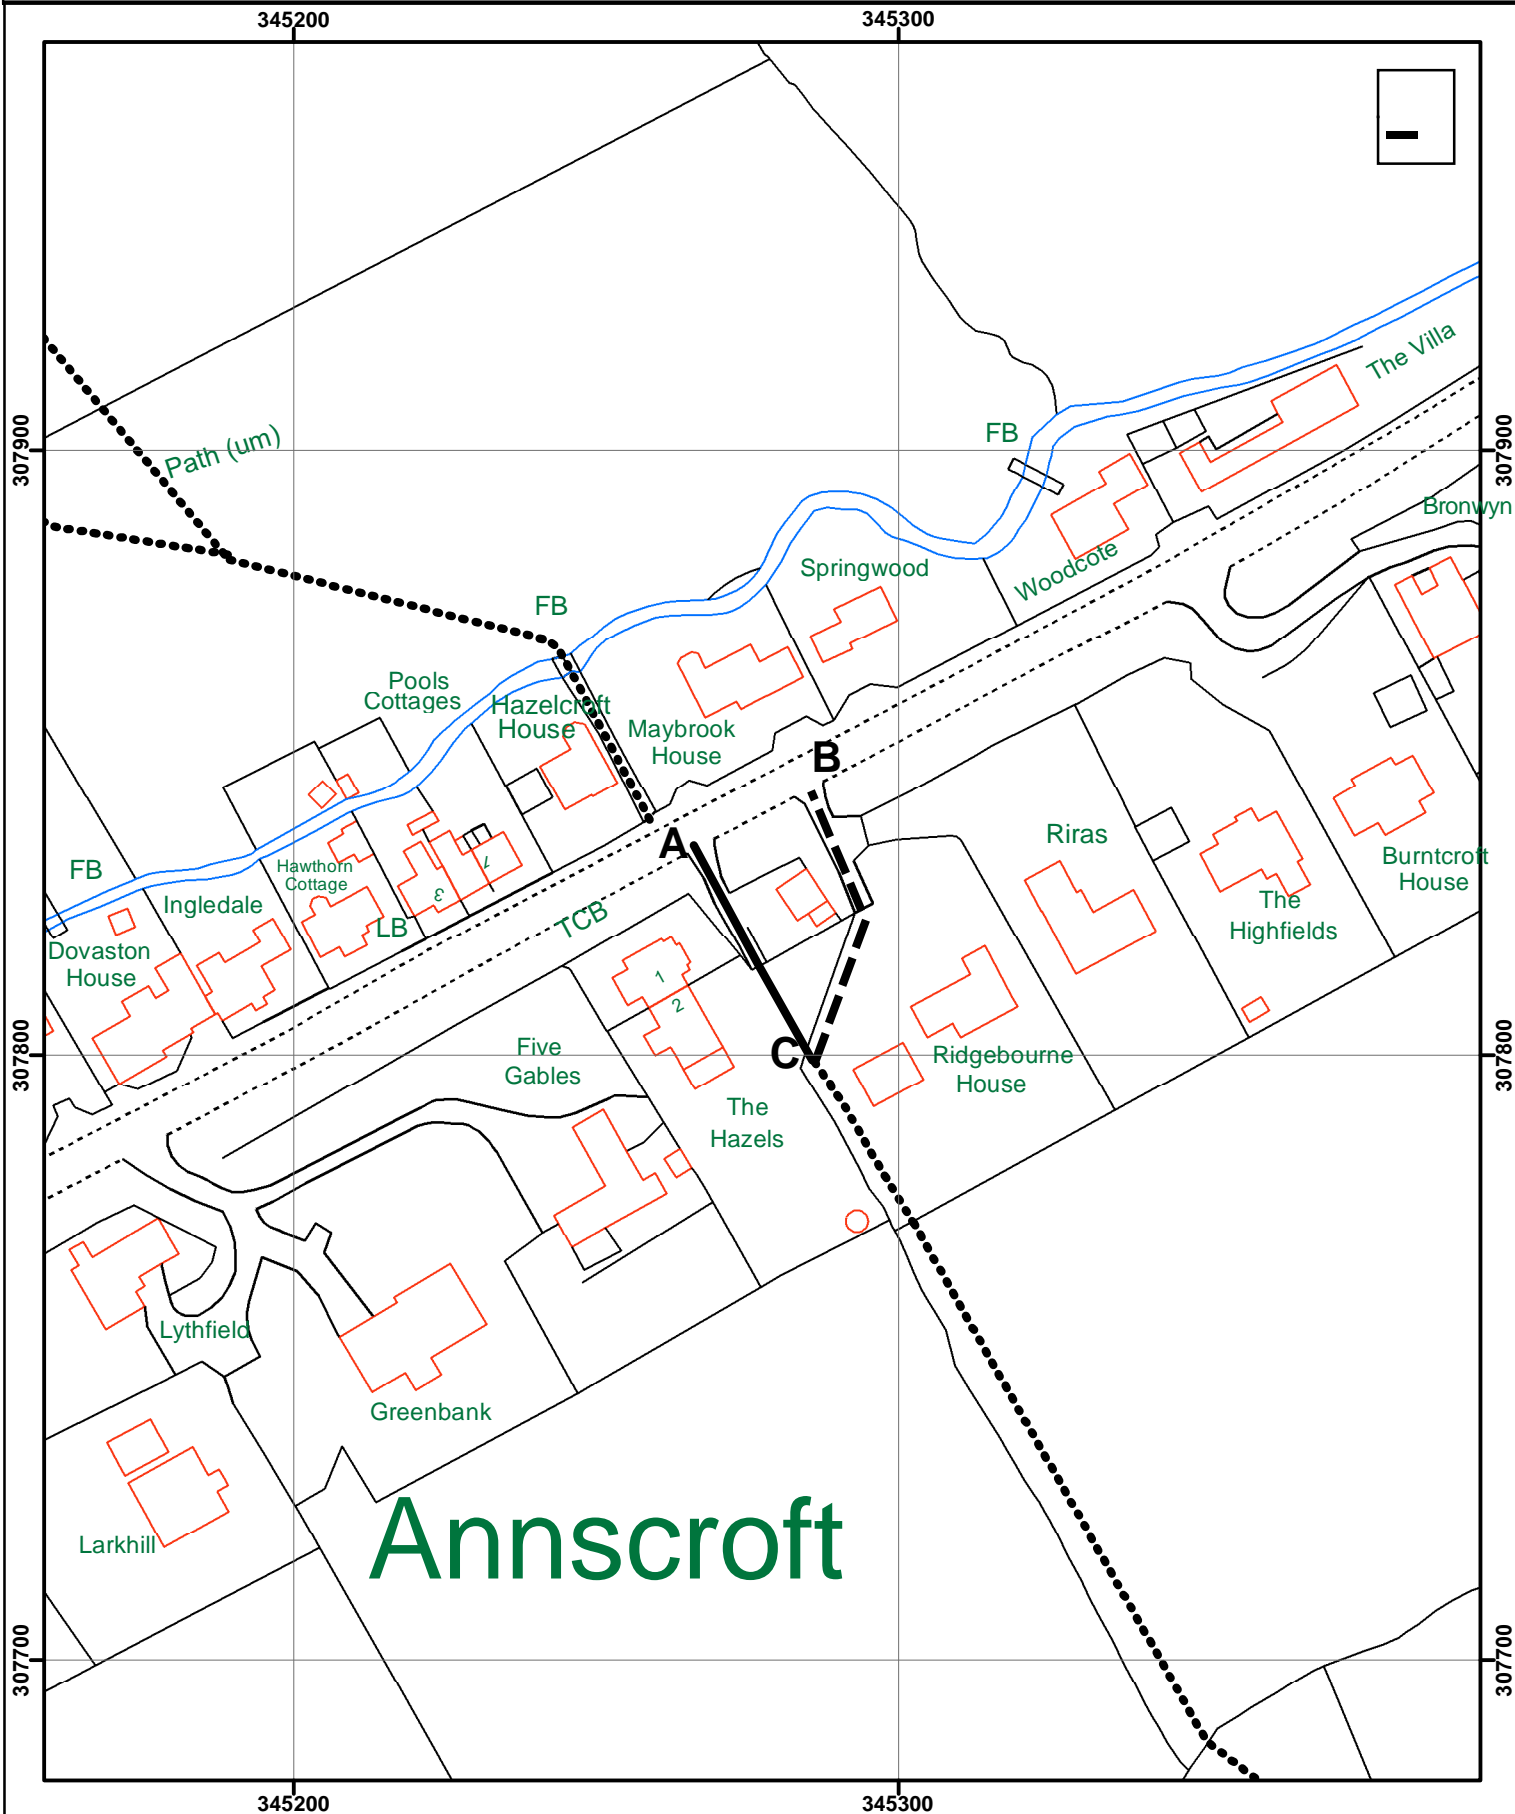 345200
345300
The Villa
307900
Path (um)
FB
307900
Bronwyn
Springwood
Woodcote
FB
Pools
Cottages
Hazelcroft
House
Maybrook
House
B
A
Riras
FB
Hawthorn
Cottage
1
3
Burntcroft
House
Ingledale
LB
TCB
The
Highfields
Dovaston
House
1
2
307800
Five
Gables
C
Ridgebourne
House
307800
The
Hazels
Lythfield
Greenbank
Annscroft
Larkhill
307700
307700
345200
345300